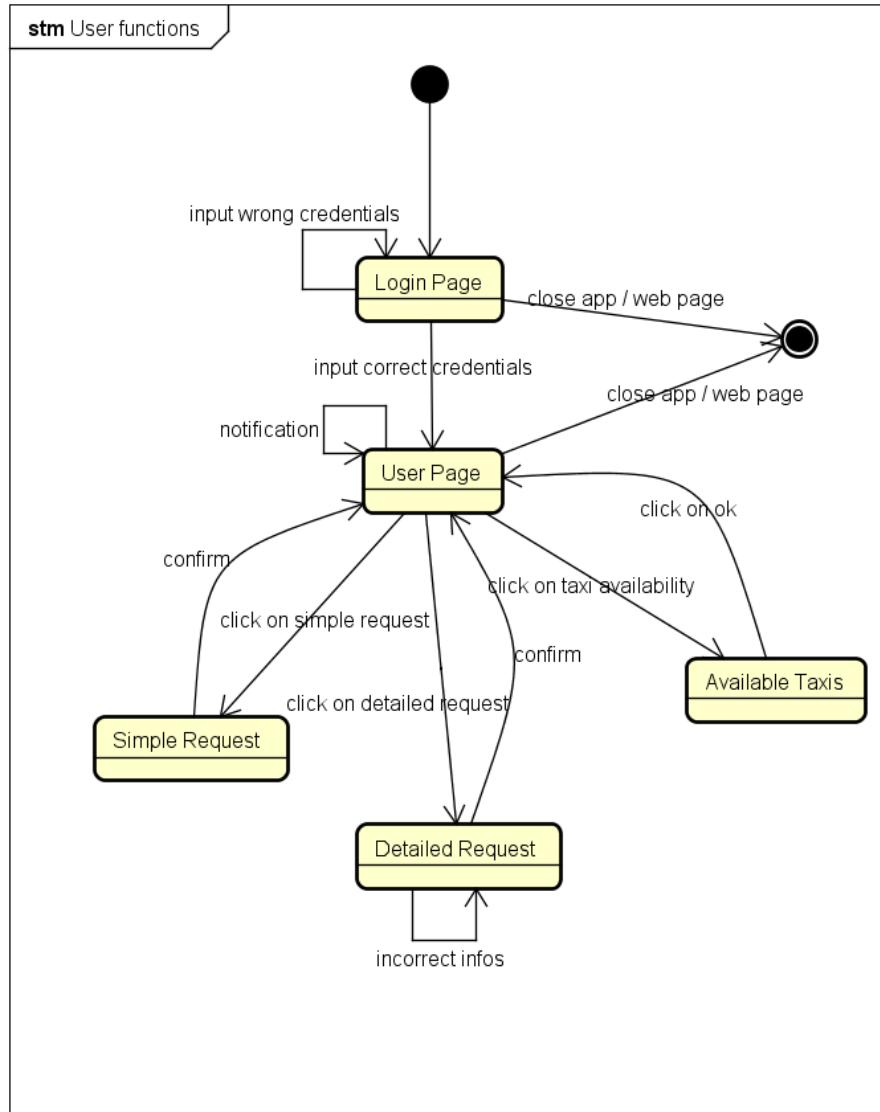 stm User functions
input wrong credentials
Login Page
close app / web page
input correct credentials
close app / web page
notification
User Page
click on ok
confirm
click on taxi availability
click on simple request
confirm
Available Taxis
click on detailed request
Simple Request
Detailed Request
incorrect infos